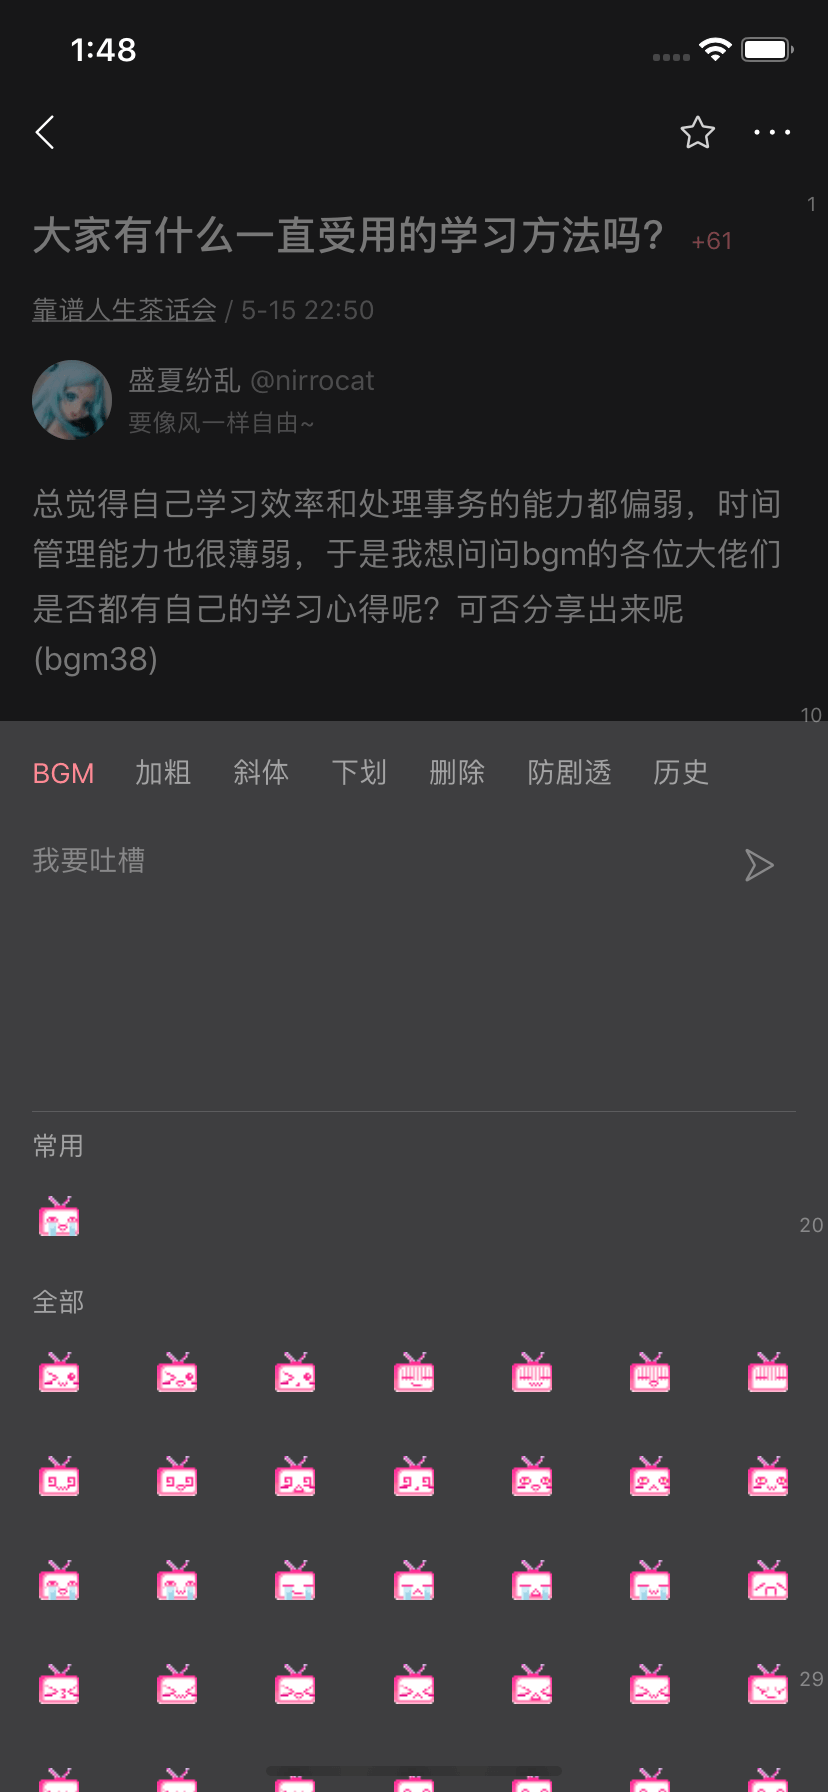 1:48
1
大家有什么一直受用的学习方法吗? +61
靠谱人生茶话会 / 5-15 22:50
盛夏纷乱 @nirrocat
要像风一样自由~
总觉得自己学习效率和处理事务的能力都偏弱，时间
管理能力也很薄弱，于是我想问问bgm的各位大佬们
是否都有自己的学习心得呢？可否分享出来呢
(bgm38)
10
BGM 加粗 斜体 下划 删除 防剧透 历史
我要吐槽
常用
20
全部
29